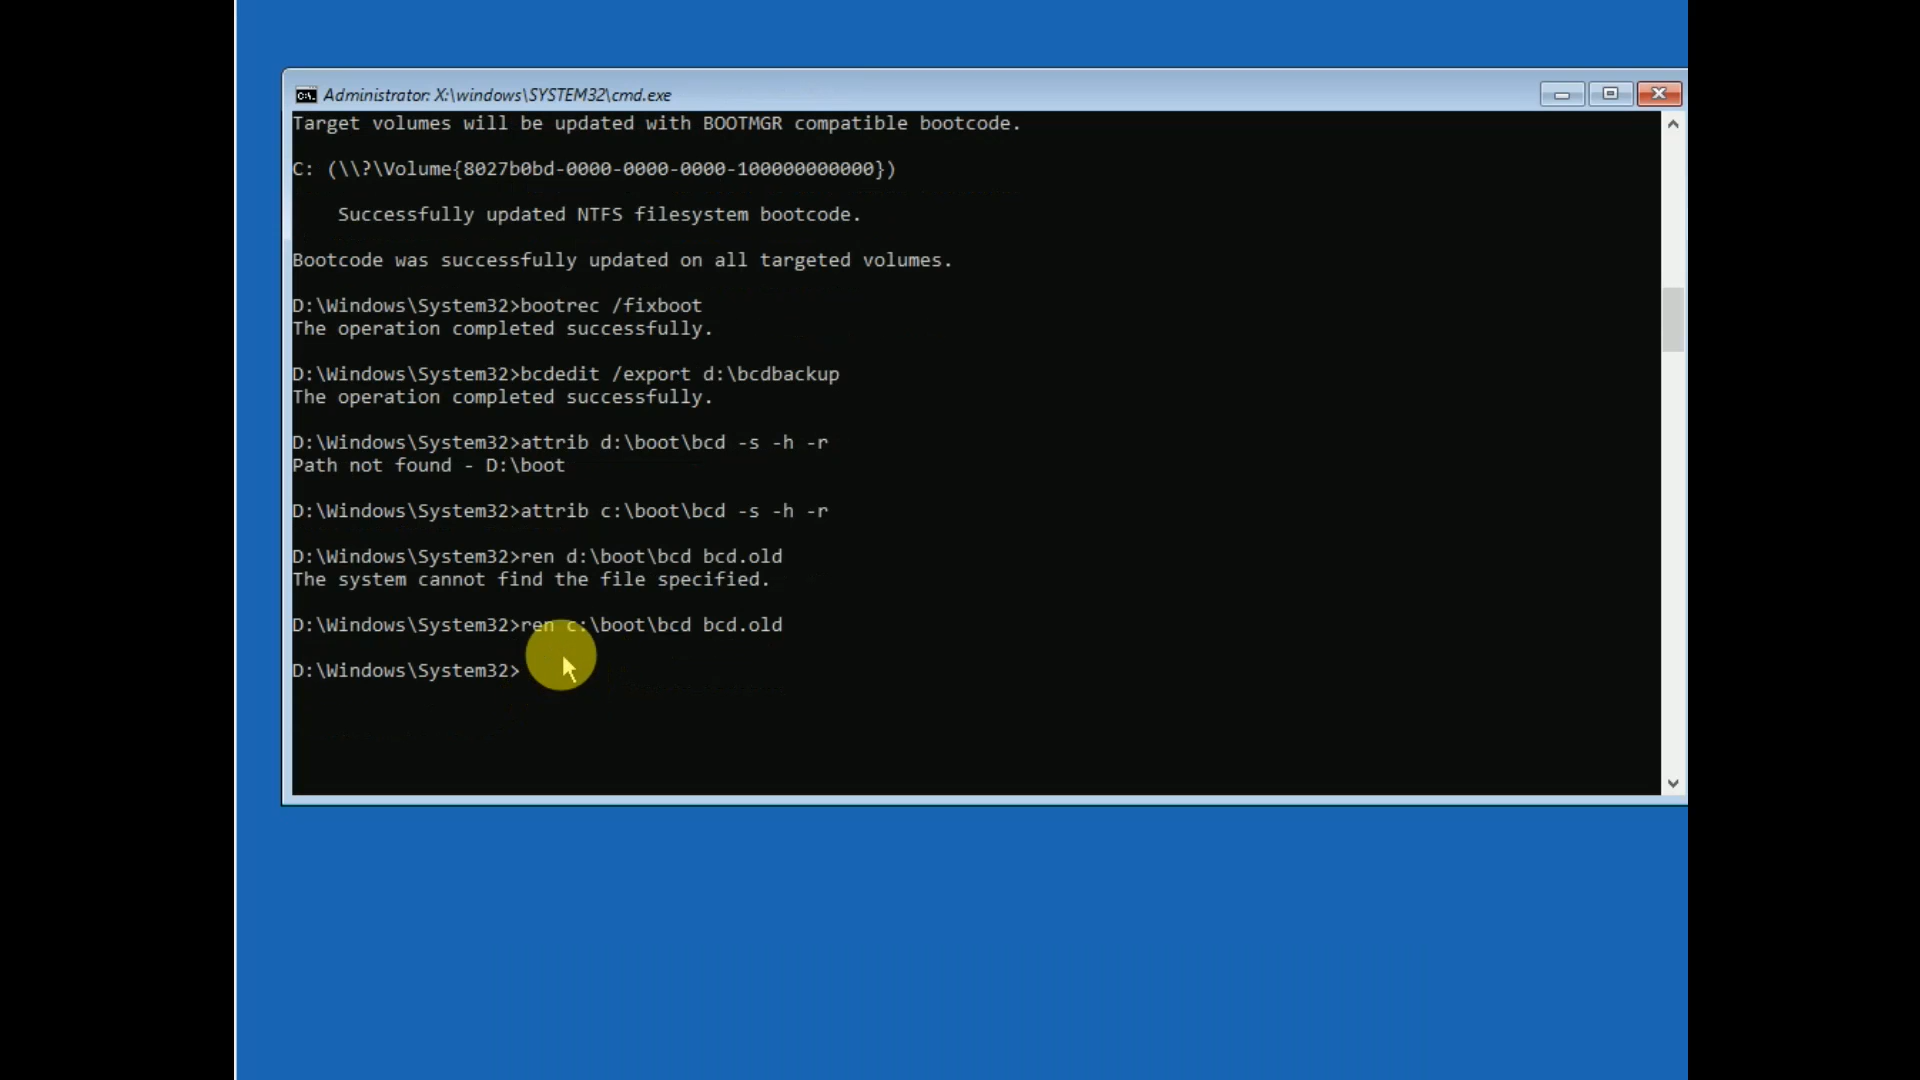 Administrator: X:\windows\SYSTEM32\cmd.exe
Target volumes will be updated with BOOTMGR compatible bootcode.
C: (\\?\Volume{8027b0bd-0000-0000-0000-100000000000})
Successfully updated NTFS filesystem bootcode.
Bootcode was successfully updated on all targeted volumes.
D:\Windows\System32>bootrec /fixboot
The operation completed successfully.
D:\Windows\System32>bcdedit /export d:\bcdbackup
The operation completed successfully.
D:\Windows\System32>attrib d:\boot\bcd -s -h -r
Path not found - D:\boot
D:\Windows\System32>attrib c:\boot\bcd -s -h -r
D:\Windows\System32>ren d:\boot\bcd bcd.old
The system cannot find the file specified.
D:\Windows\System32>ren c:\boot\bcd bcd.old
D:\Windows\System32>